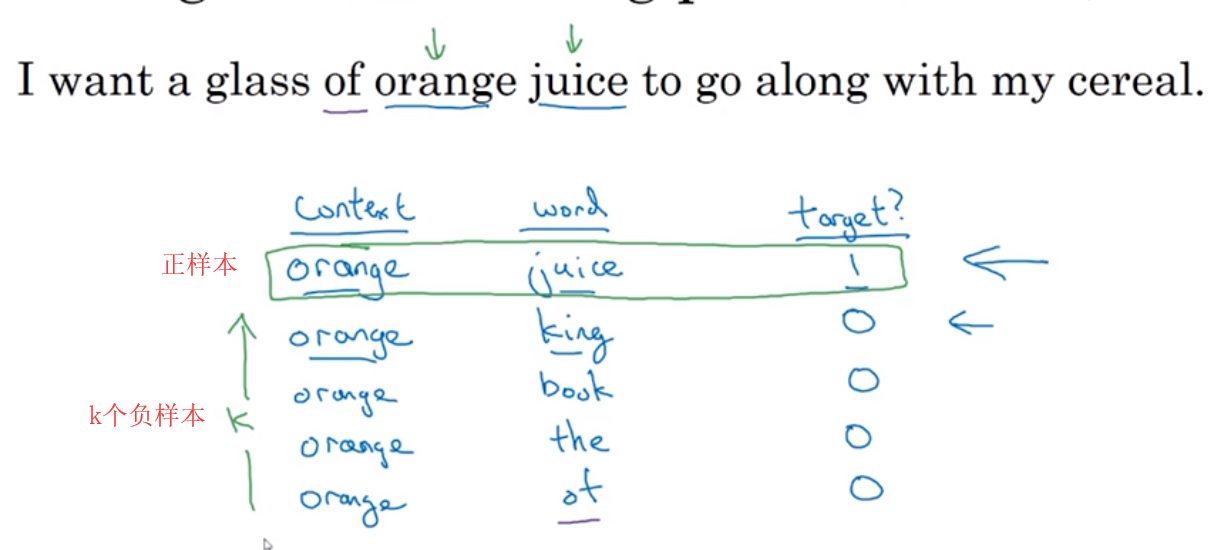 I want a glass of orange juice to go along with my cereal.
Context word target?
正样本 orange juice 1
orange king 0
orange book 0
k个负样本 K
orange the 0
orange of 0